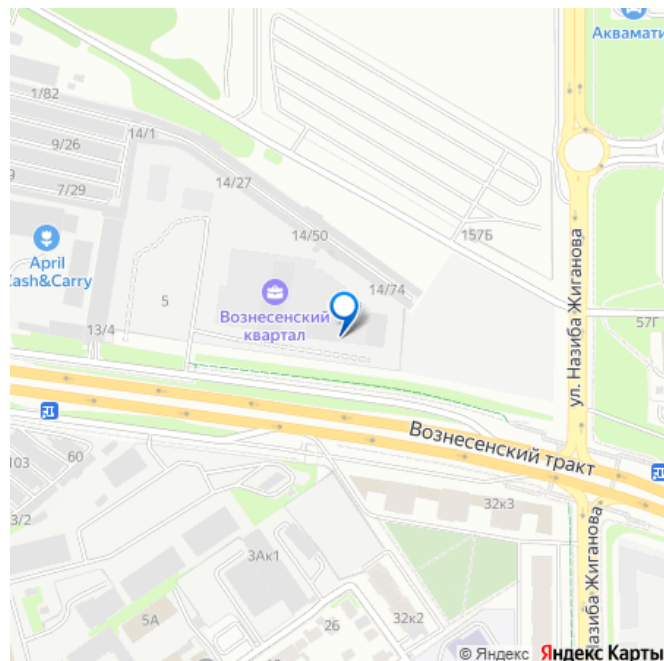 Аквамати
1/82
14/1
9/26
9
14/27
7/29
14/50
157Б
April
Cash&Carry
14/74
5
Вознесенский
квартал
57Г
13/4
ул. Назиба Жиганова
Вознесенский тракт
60
103
32к3
3/2
3Ак1
Назиба Жиганова
5А
26
32к2
© Яндекс Яндекс Карты